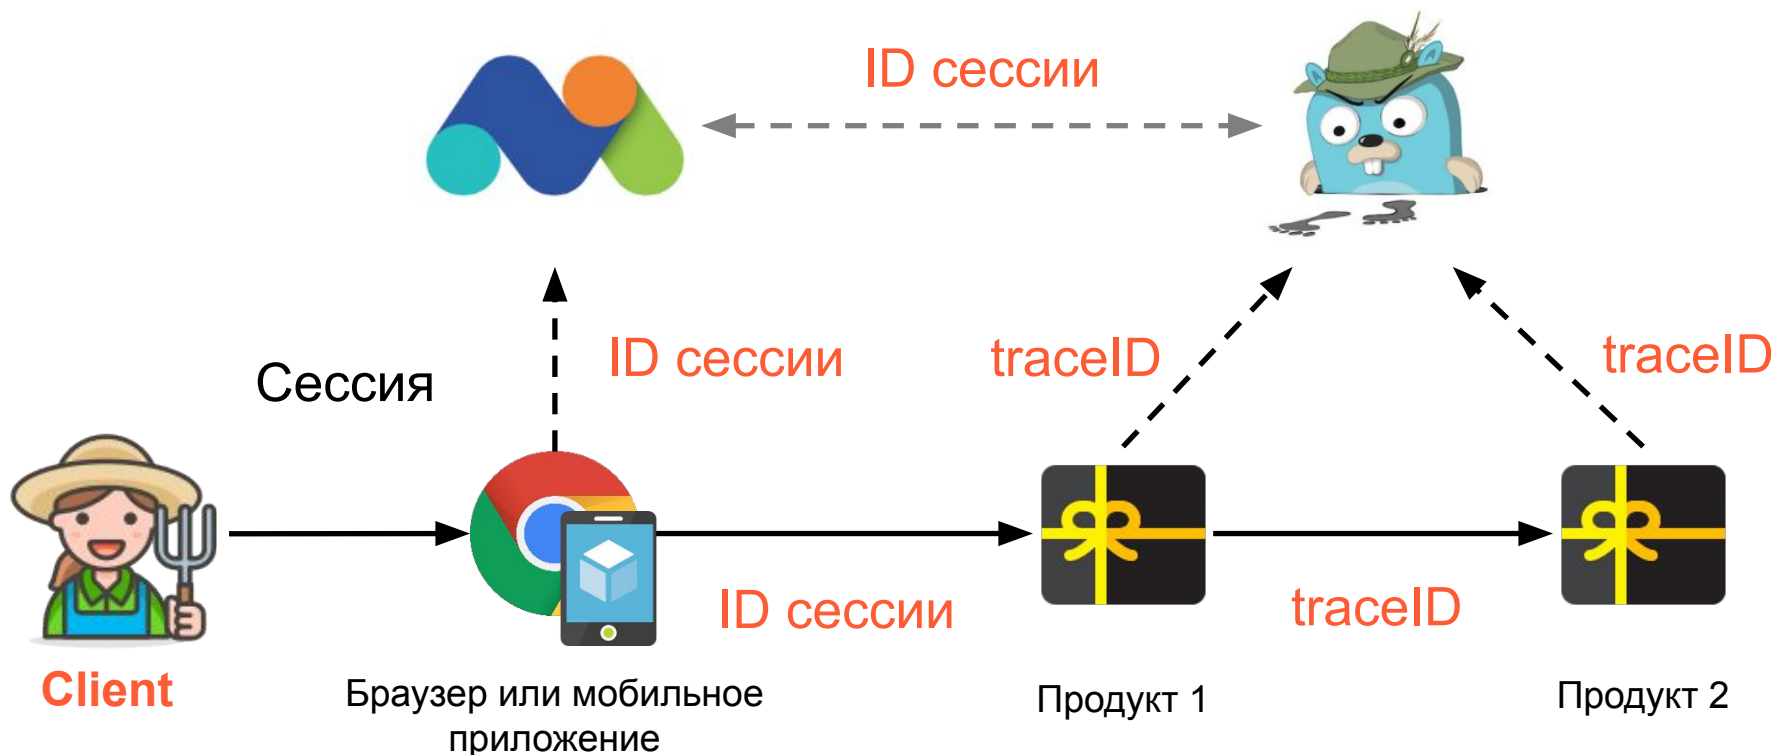 ID сессии
ID сессии
traceID
traceID
Сессия
ID сессии
traceID
Client
Браузер или мобильное
приложение
Продукт 1
Продукт 2